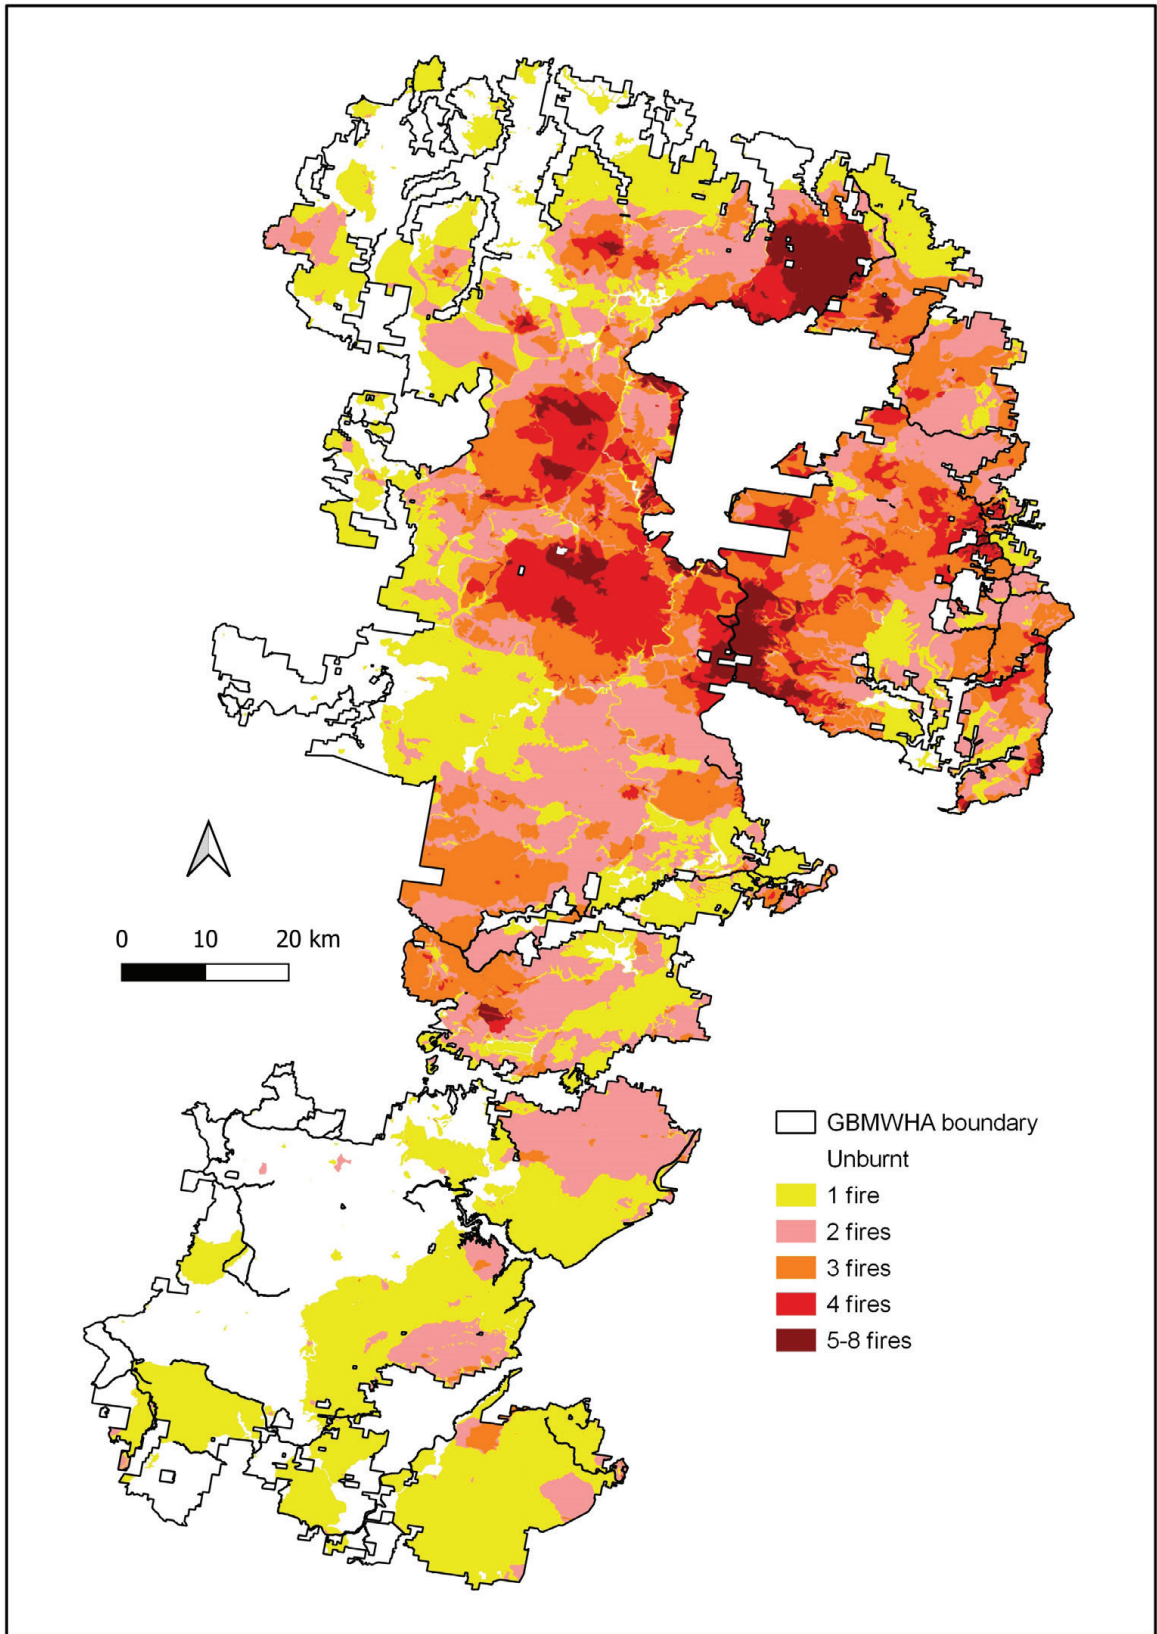 0 10 20 km
GBMWHA boundary
Unburnt
1 fire
2 fires
3 fires
4 fires
5-8 fires